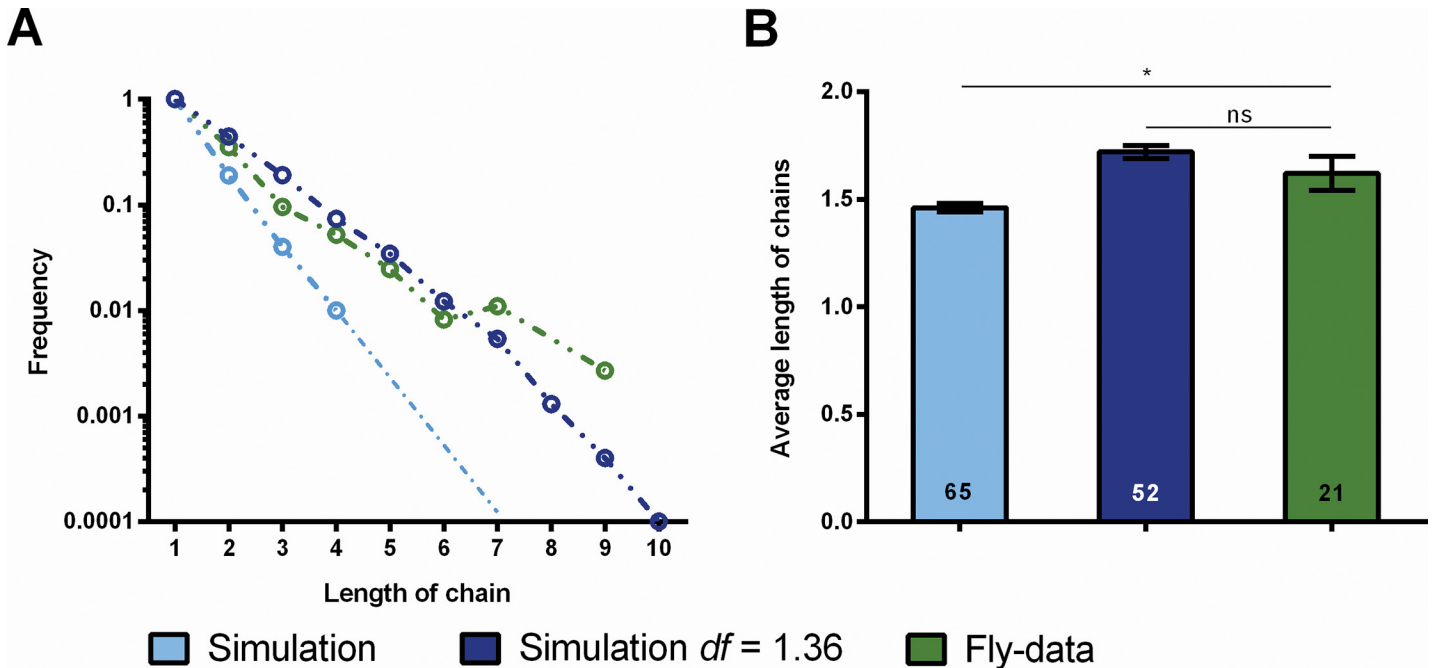 A
B
1
0.1
0.01
0.001
0.0001
Frequency
1 2 3 4 5 6 7 8 9 10
Length of chain
2.0
1.5
1.0
0.5
0.0
Average length of chains
*
ns
65
52
21
Simulation
Simulation df = 1.36
Fly-data